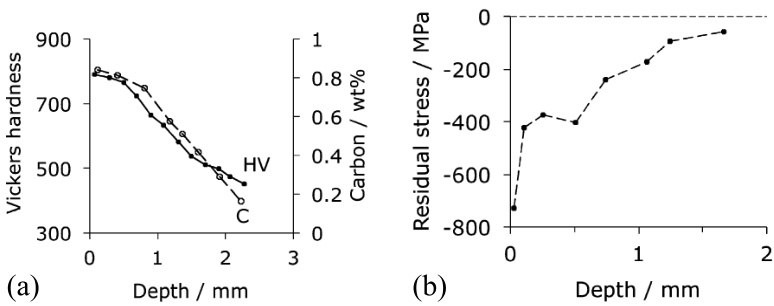 900
700
500
300
Vickers hardness
1
0.8
0.6
0.4
0.2
0
Carbon / wt%
HV
C
0 1 2 3
Depth / mm
(a)
0
-200
-400
-600
-800
Residual stress / MPa
0 1 2
Depth / mm
(b)